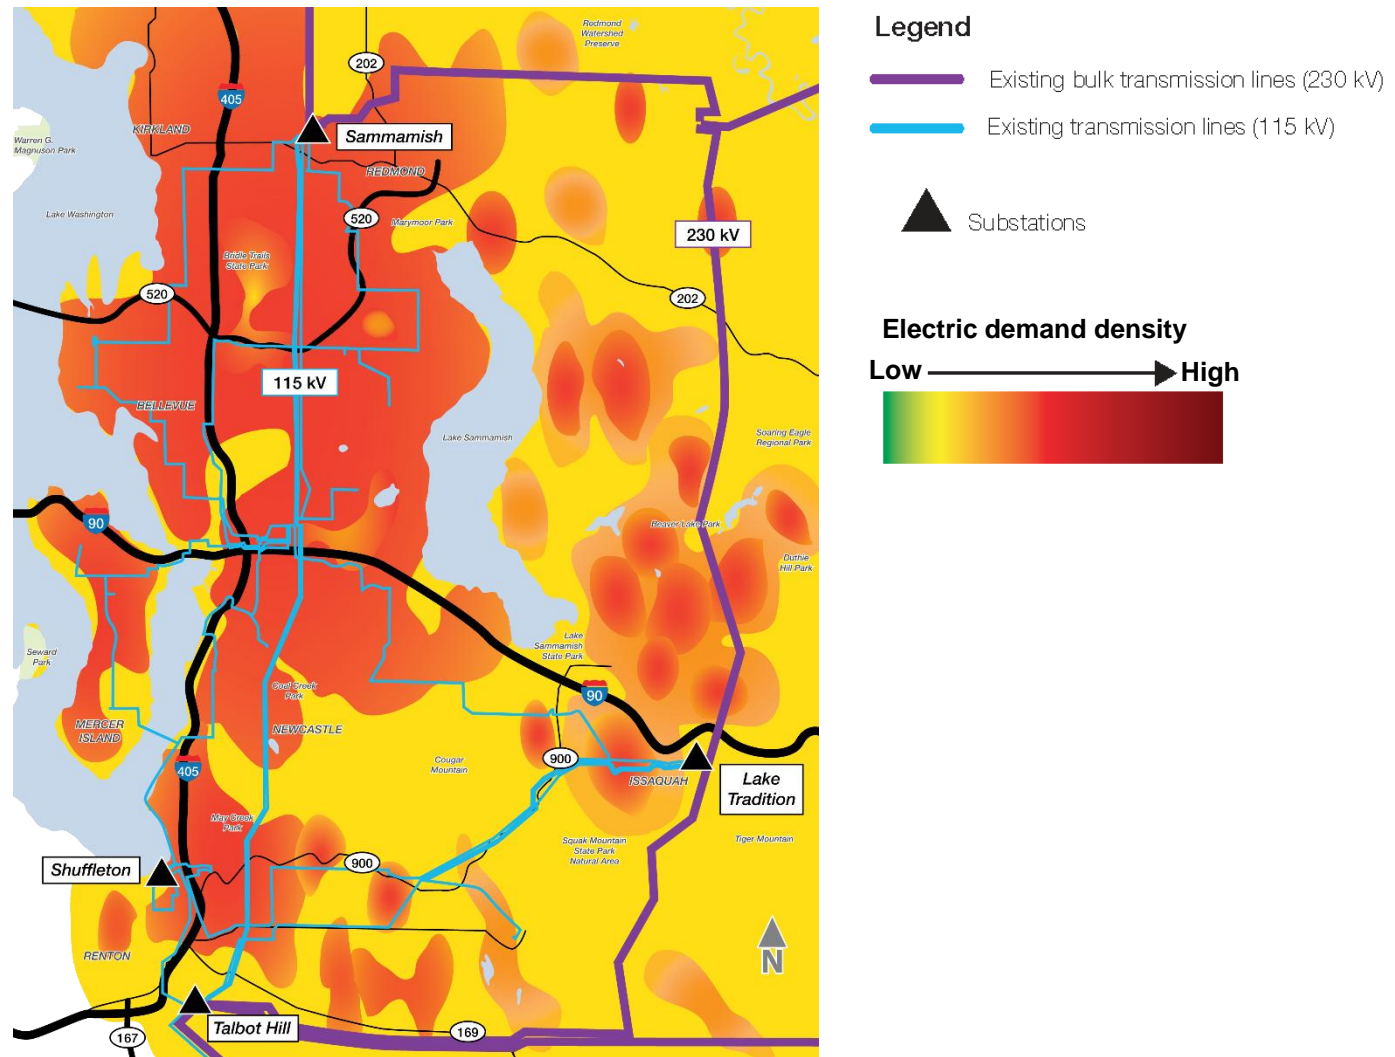 Redmond
Watershed
Preserve
202
405
KIRKLAND
Sammamish
Warren G.
Magnuson Park
REDMOND
Lake Washington
520
Marymoor Park
230 kV
Bridle Trails
State Park
520
202
115 kV
BELLEVUE
Lake Sammamish
Soaring Eagle
Regional Park
90
Beaver Lake Park
Duthie
Hill Park
Seward
Park
Lake
Sammamish
State Park
Coal Creek
Park
90
MERCER
ISLAND
NEWCASTLE
405
Cougar
Mountain
900
ISSAQUAH
Lake
Tradition
May Creek
Park
Squak Mountain
State Park
Natural Area
Tiger Mountain
Shuffleton
900
RENTON
N
Talbot Hill
169
167
Legend
Existing bulk transmission lines (230 kV)
Existing transmission lines (115 kV)
Substations
Electric demand density
Low High